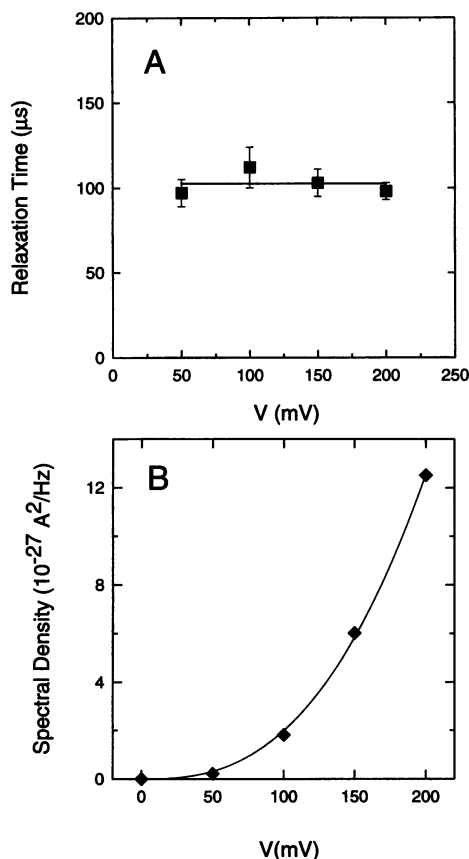 A
Relaxation Time (μs)
200
150
100
50
0
0 50 100 150 200 250
V (mV)
B
Spectral Density (10⁻²⁷ A²/Hz)
12
8
4
0
0 50 100 150 200
V(mV)